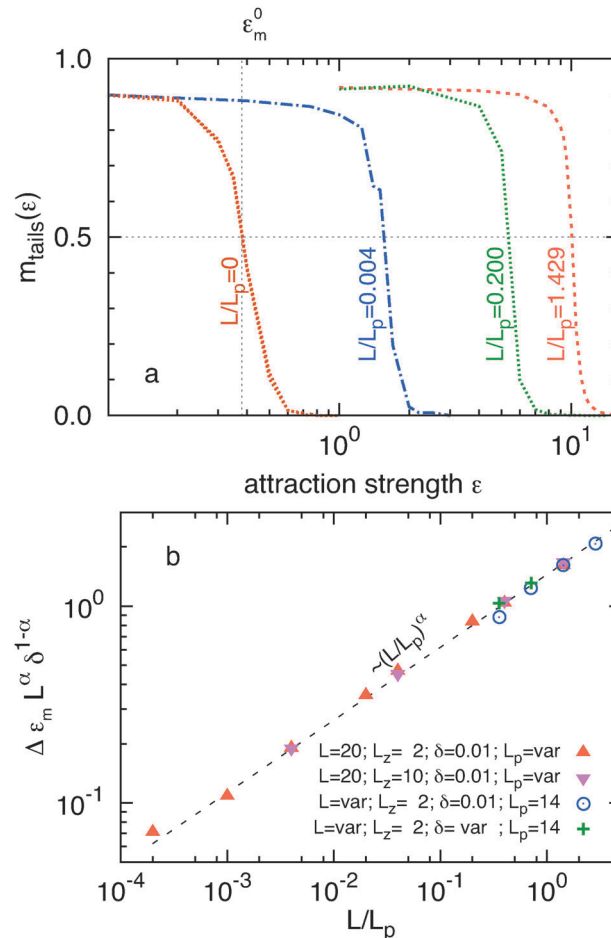 ε_m^0
1.0
0.5
0.0
m_tails(ε)
L/L_p=0
L/L_p=0.004
L/L_p=0.200
L/L_p=1.429
a
10^0
10^1
attraction strength ε
b
10^0
10^-1
Δ ε_m L^α δ^1-α
~(L/L_p)^α
L=20; L_z= 2; δ=0.01; L_p=var
L=20; L_z=10; δ=0.01; L_p=var
L=var; L_z= 2; δ=0.01; L_p=14
L=var; L_z= 2; δ= var ; L_p=14
10^-4
10^-3
10^-2
10^-1
10^0
L/L_p